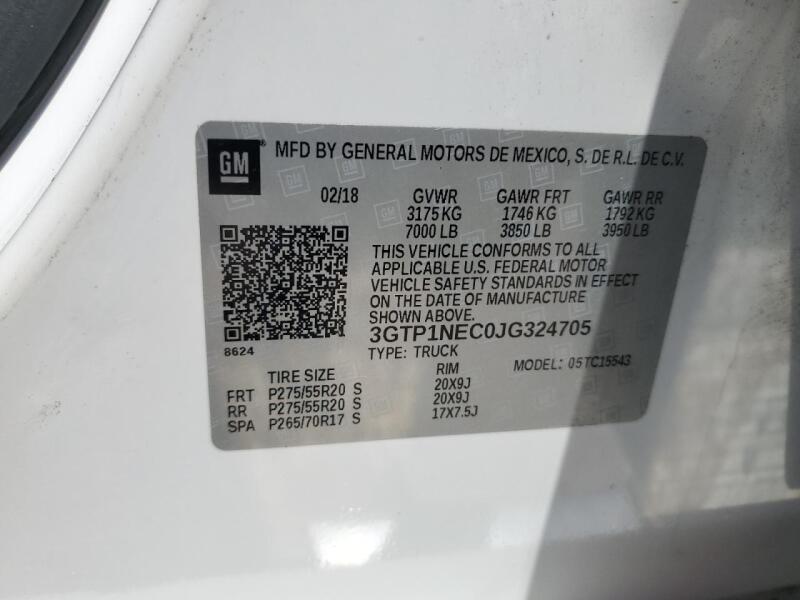 GM
MFD BY GENERAL MOTORS DE MEXICO, S. DE R.L. DE C.V.
02/18 GVWR GAWR FRT GAWR RR
3175 KG 1746 KG 1792 KG
7000 LB 3850 LB 3950 LB
THIS VEHICLE CONFORMS TO ALL
APPLICABLE U.S. FEDERAL MOTOR
VEHICLE SAFETY STANDARDS IN EFFECT
ON THE DATE OF MANUFACTURE
SHOWN ABOVE.
3GTP1NEC0JG324705
8624
TYPE: TRUCK MODEL: 05TC15543
TIRE SIZE RIM
FRT P275/55R20 S 20X9J
RR P275/55R20 S 20X9J
SPA P265/70R17 S 17X7.5J